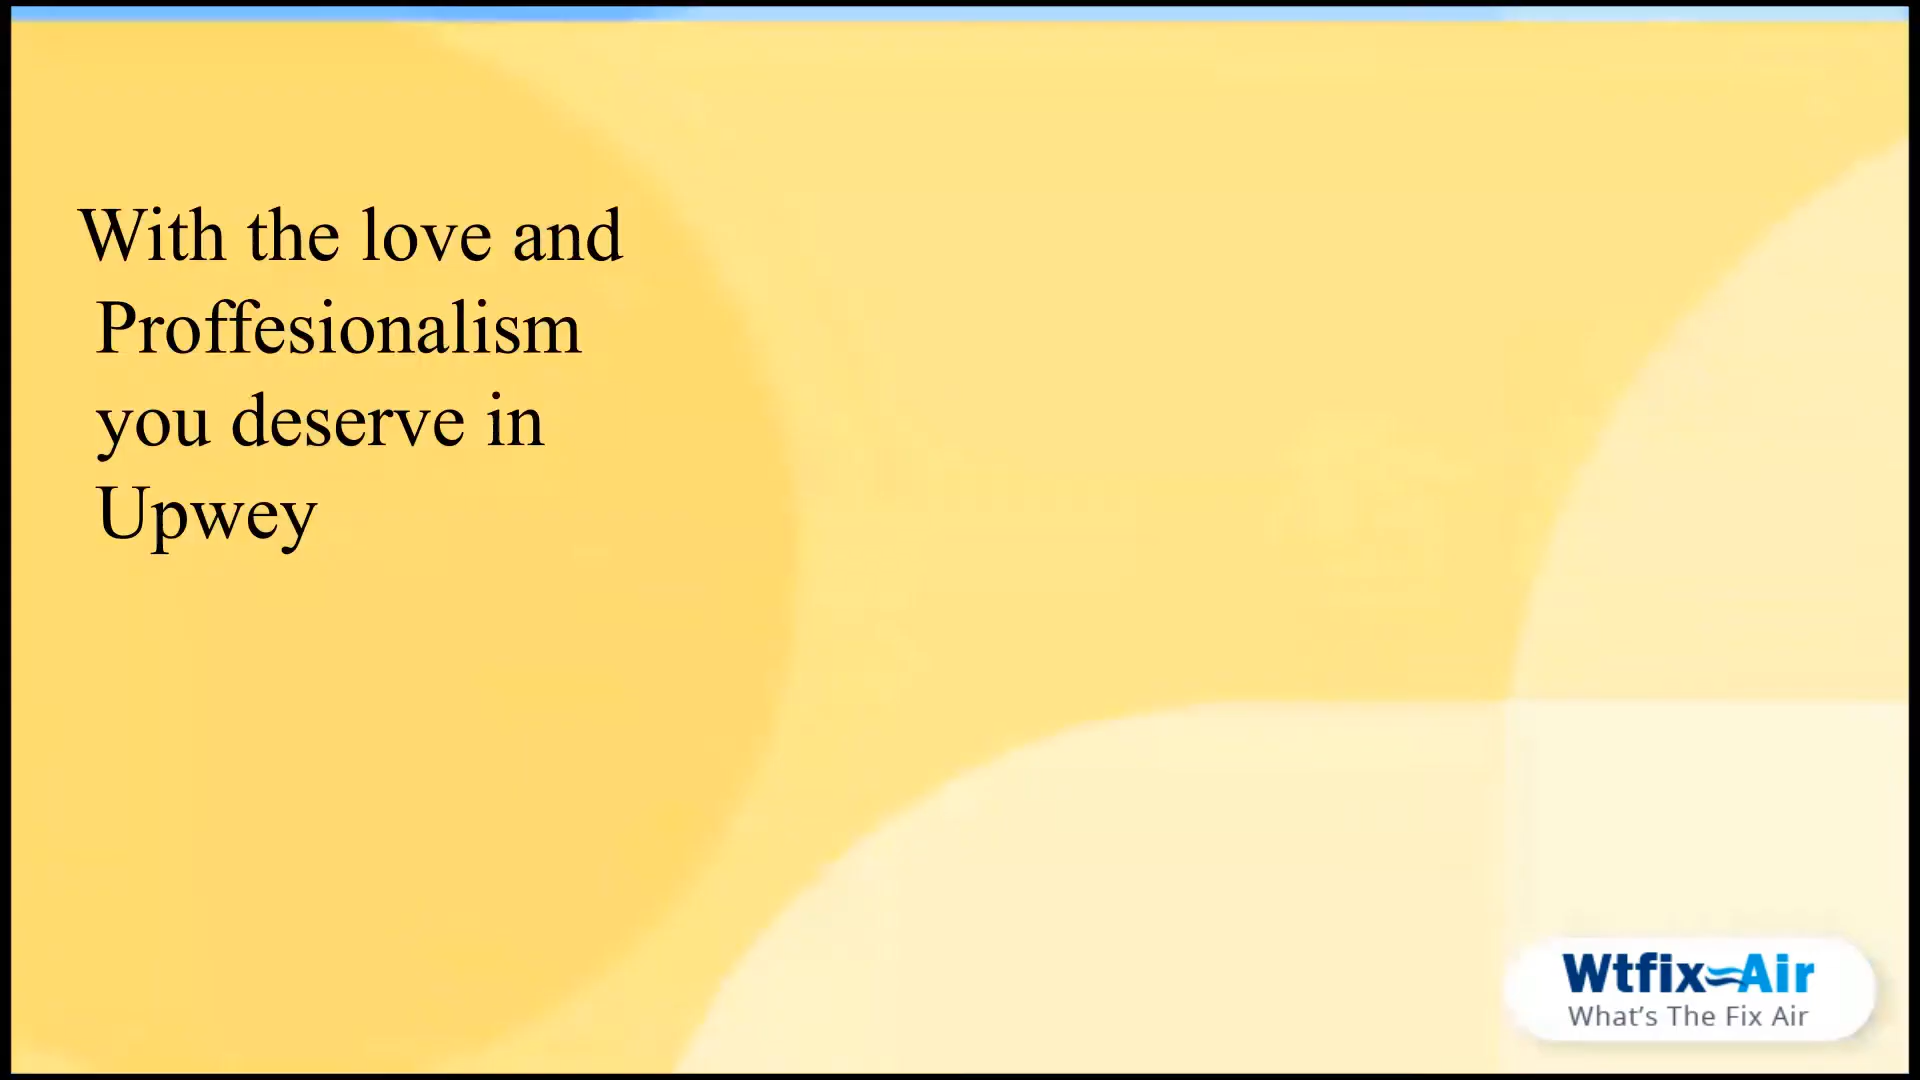 With the love and
Proffesionalism
you deserve in
Upwey
Wtfix Air
What's The Fix Air